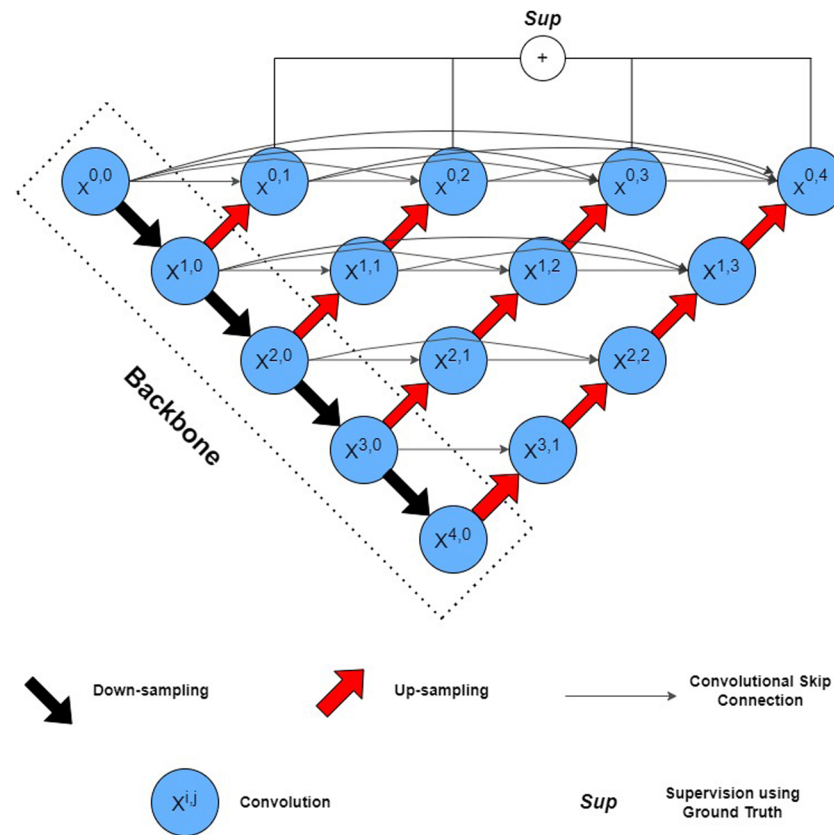 Sup
+
X0,0
X0,1
X0,2
X0,3
X0,4
X1,0
X1,1
X1,2
X1,3
X2,0
X2,1
X2,2
Backbone
X3,0
X3,1
X4,0
Down-sampling
Up-sampling
Convolutional Skip
Connection
Xi,j
Convolution
Sup
Supervision using
Ground Truth